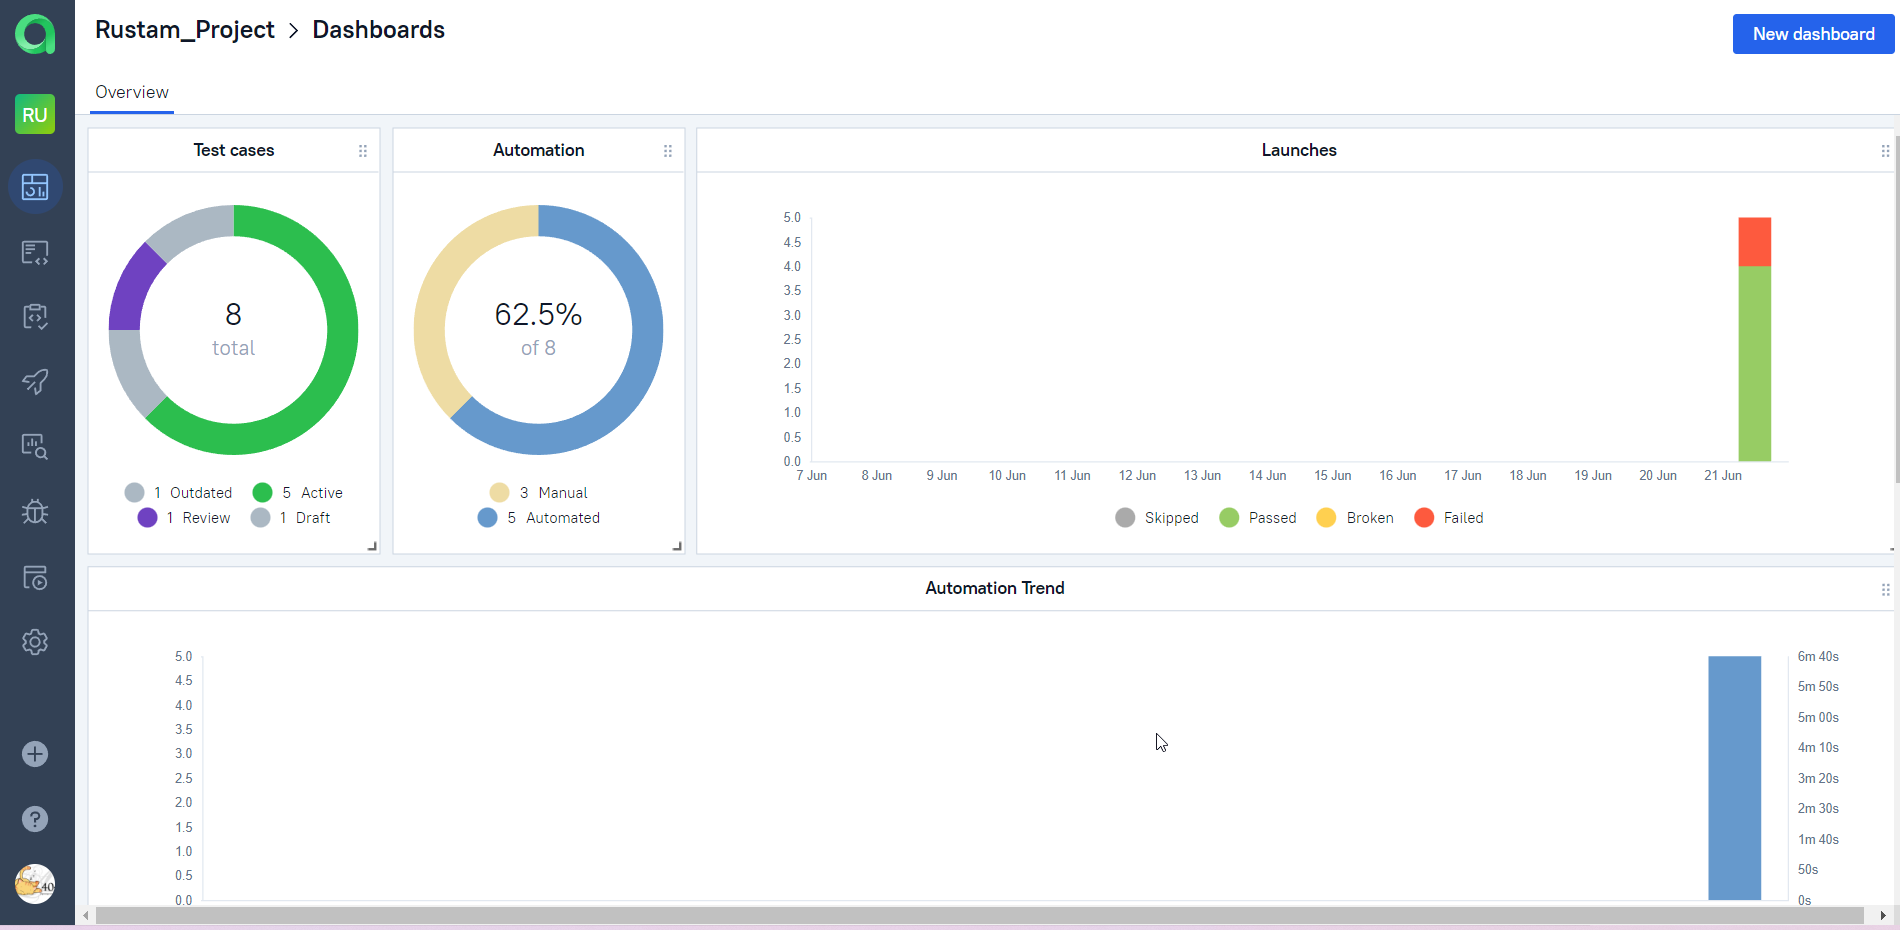 Rustam_Project > Dashboards
New dashboard
Overview
RU
Test cases
8
total
1 Outdated 5 Active
1 Review 1 Draft
Automation
62.5%
of 8
3 Manual
5 Automated
Launches
5.0
4.5
4.0
3.5
3.0
2.5
2.0
1.5
1.0
0.5
0.0
7 Jun 8 Jun 9 Jun 10 Jun 11 Jun 12 Jun 13 Jun 14 Jun 15 Jun 16 Jun 17 Jun 18 Jun 19 Jun 20 Jun 21 Jun
Skipped Passed Broken Failed
Automation Trend
5.0 6m 40s
4.5 5m 50s
4.0 5m 00s
3.5 4m 10s
3.0 3m 20s
2.5 2m 30s
2.0 1m 40s
1.5 50s
1.0 0s
0.5
0.0
40